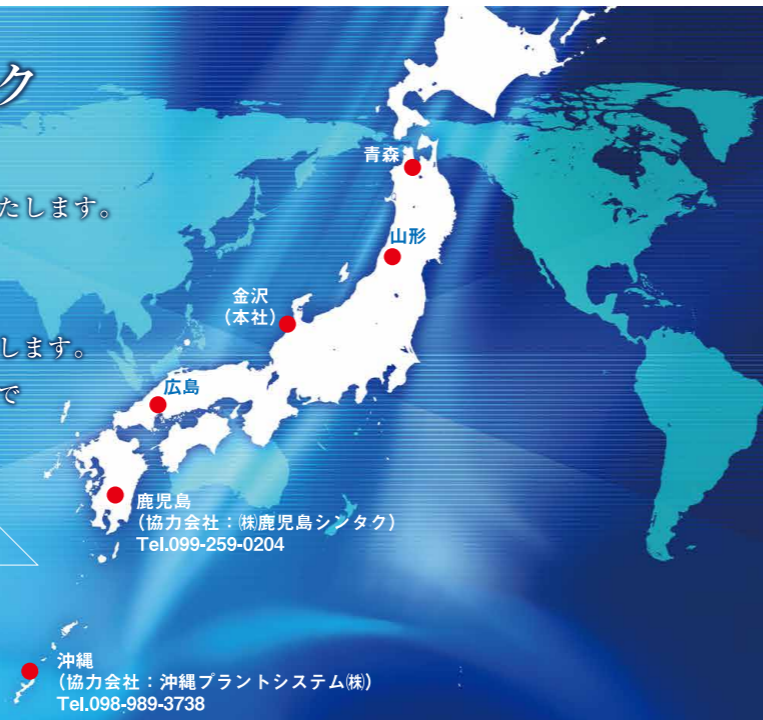 ク
たします。
します。
で
青森
山形
金沢
(本社)
広島
鹿児島
(協力会社：㈱鹿児島シンタク)
Tel.099-259-0204
沖縄
(協力会社：沖縄プラントシステム㈱)
Tel.098-989-3738